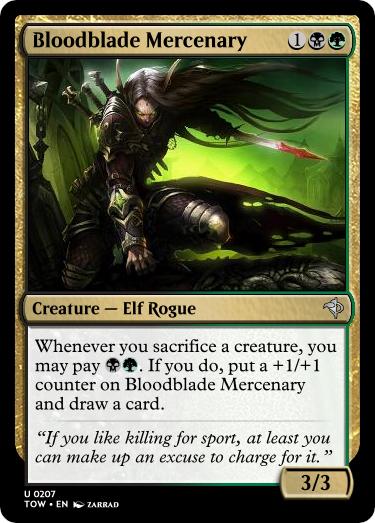 Bloodblade Mercenary 1
Creature — Elf Rogue
Whenever you sacrifice a creature, you
may pay . If you do, put a +1/+1
counter on Bloodblade Mercenary
and draw a card.
“If you like killing for sport, at least you
can make up an excuse to charge for it.”
3/3
U 0207
TOW • EN ZARRAD